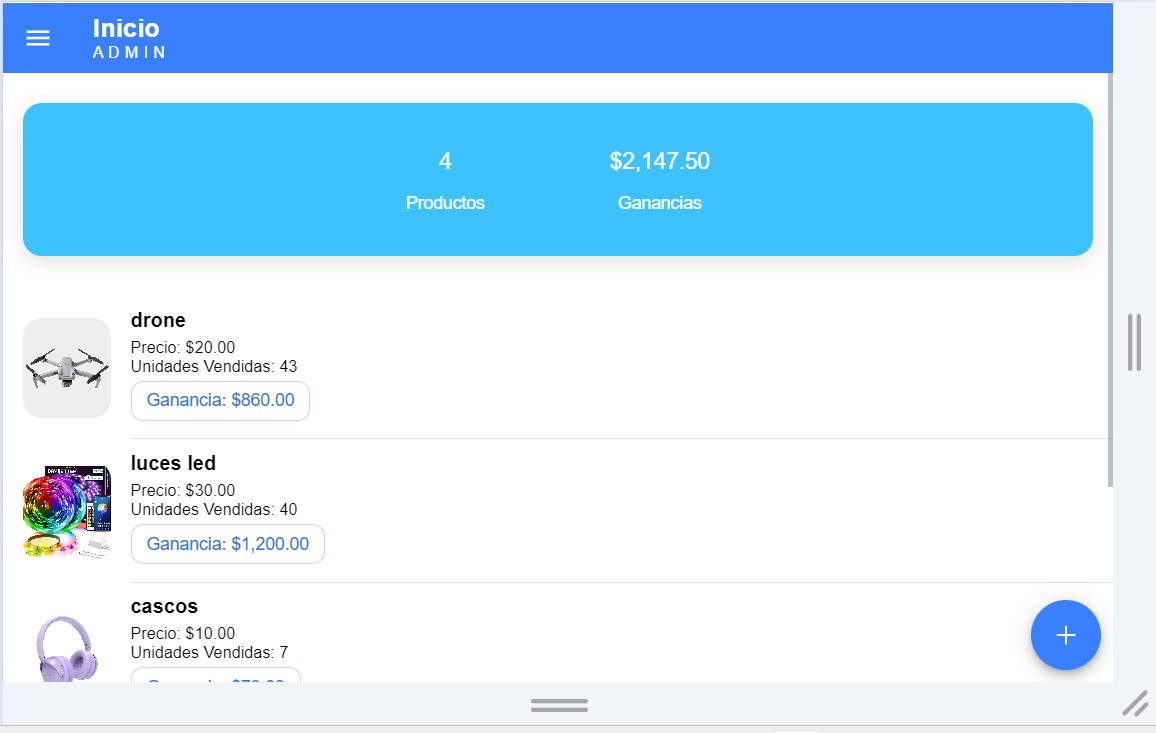 Inicio
ADMIN
4
$2,147.50
Productos
Ganancias
drone
Precio: $20.00
Unidades Vendidas: 43
Ganancia: $860.00
luces led
Precio: $30.00
Unidades Vendidas: 40
Ganancia: $1,200.00
cascos
Precio: $10.00
Unidades Vendidas: 7